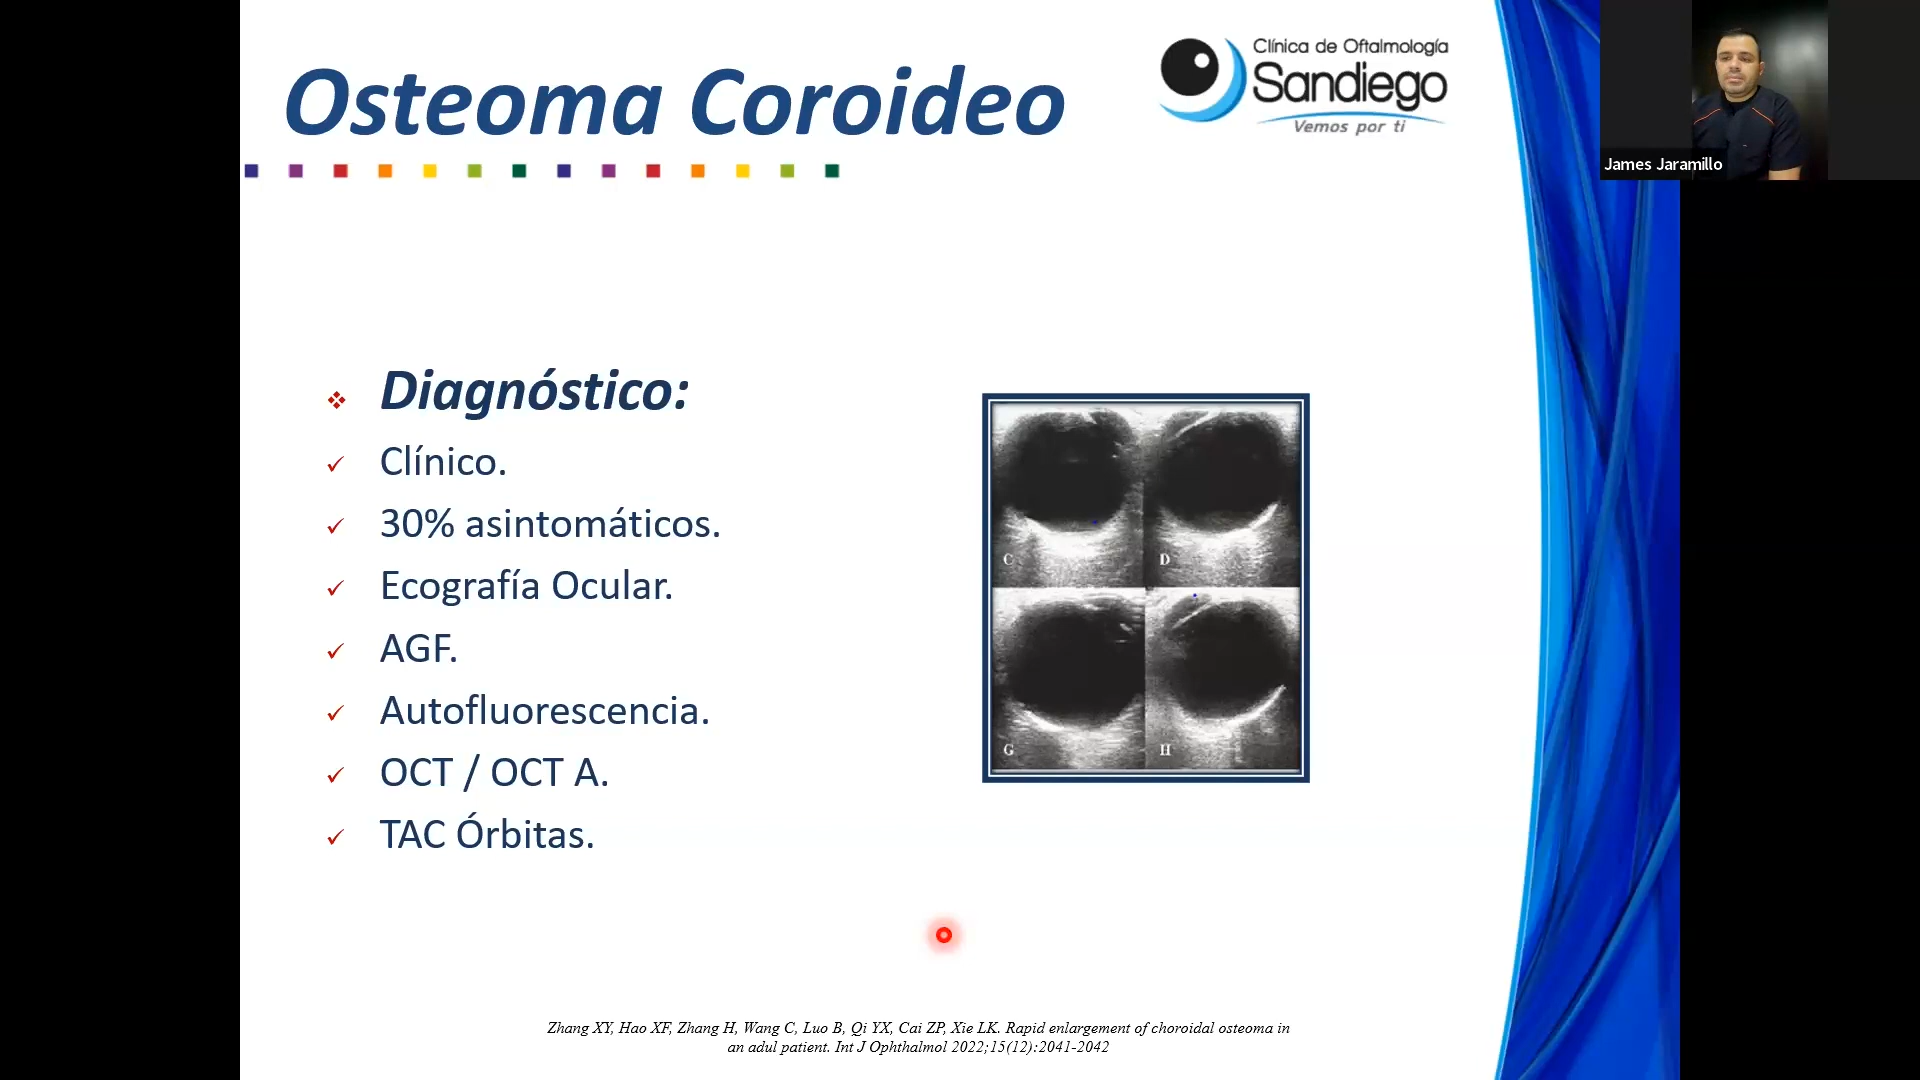 Osteoma Coroideo
Clínica de Oftalmología
Sandiego
Vemos por ti
James Jaramillo
Diagnóstico:
Clínico.
30% asintomáticos.
Ecografía Ocular.
AGF.
Autofluorescencia.
OCT / OCT A.
TAC Órbitas.
C
D
G
H
Zhang XY, Hao XF, Zhang H, Wang C, Luo B, Qi YX, Cai ZP, Xie LK. Rapid enlargement of choroidal osteoma in
an adul patient. Int J Ophthalmol 2022;15(12):2041-2042